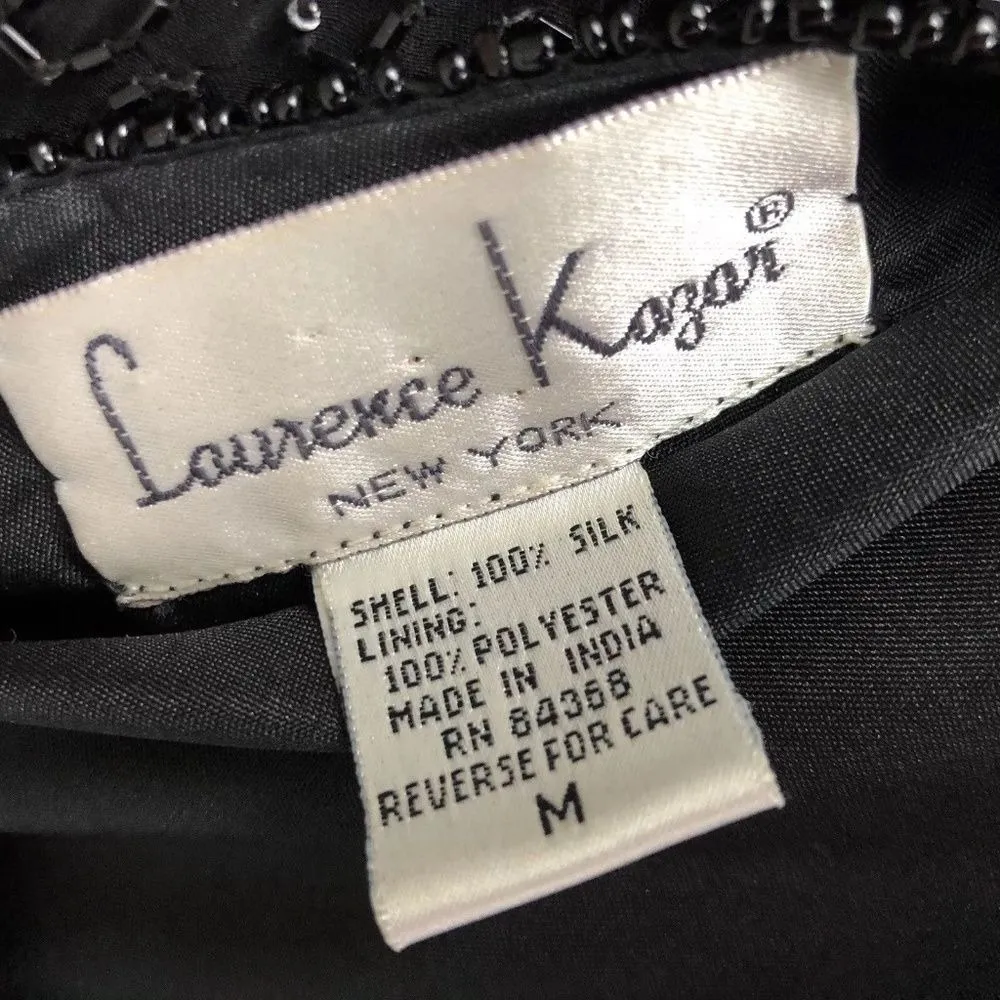 Laurence Kazar®
NEW YORK
SHELL: 100% SILK
LINING:
100% POLYESTER
MADE IN INDIA
RN 84368
REVERSE FOR CARE
M